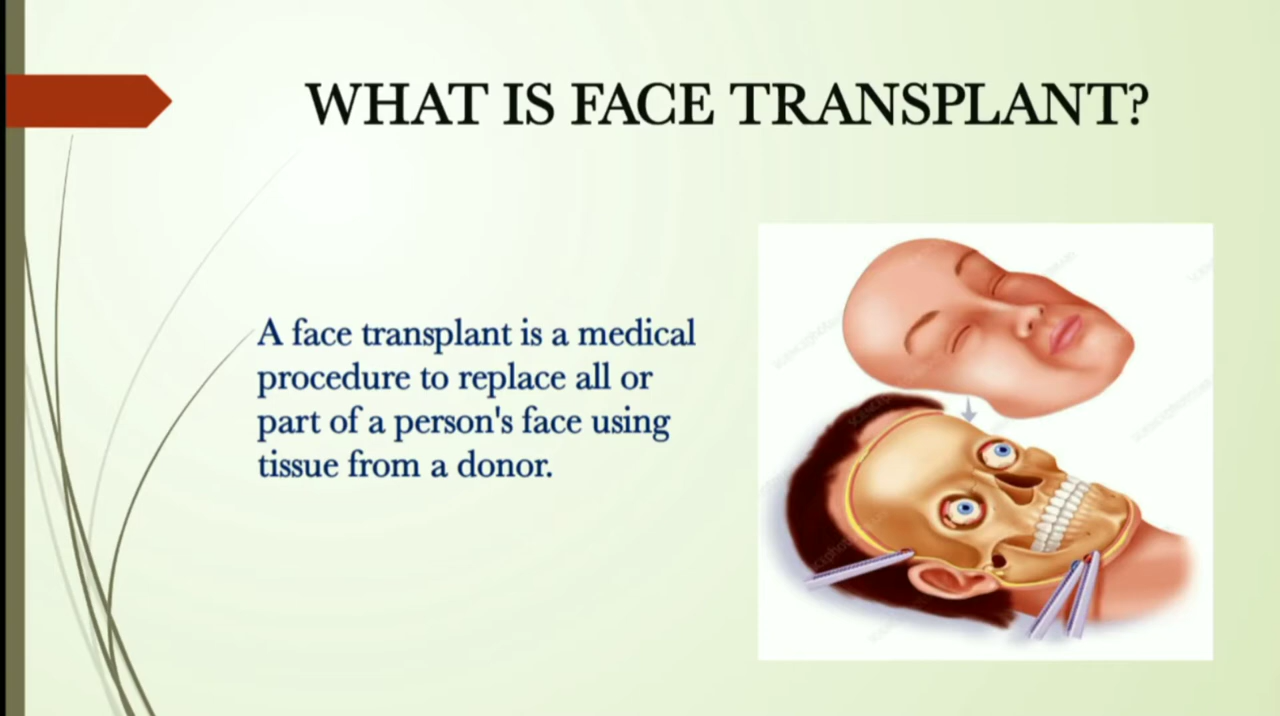 WHAT IS FACE TRANSPLANT?
A face transplant is a medical
procedure to replace all or
part of a person's face using
tissue from a donor.